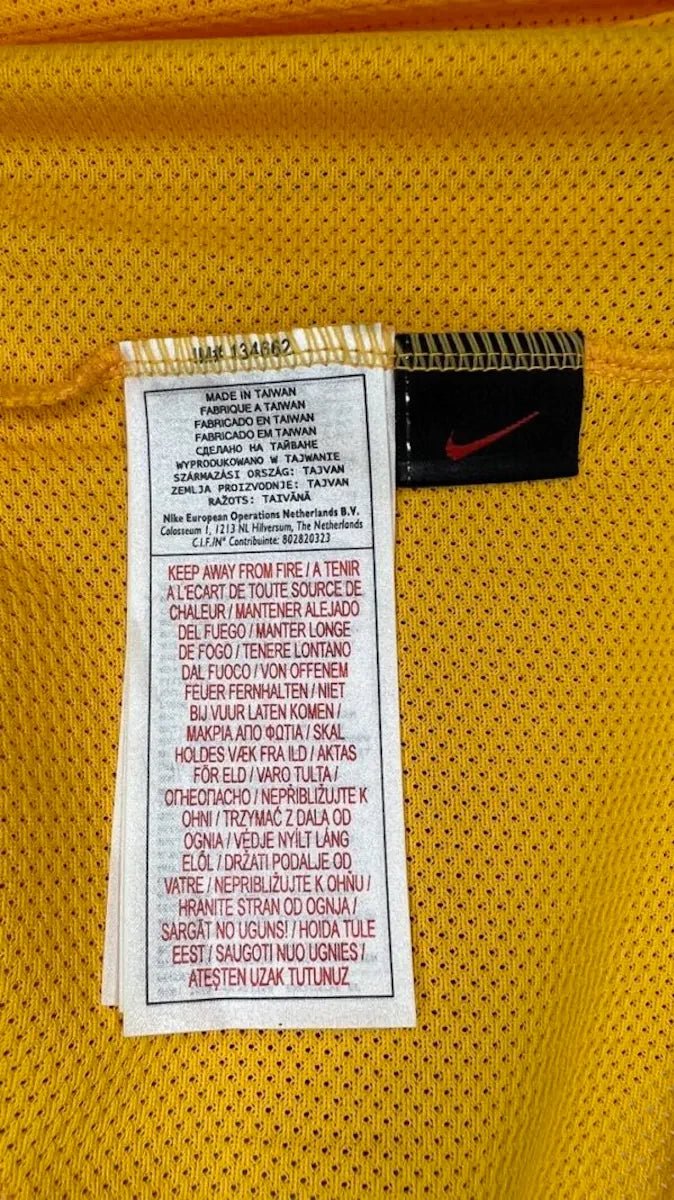 134662
MADE IN TAIWAN
FABRIQUE A TAIWAN
FABRICADO EN TAIWAN
FABRICADO EM TAIWAN
СДЕЛАНО НА ТАЙВАНЕ
WYPRODUKOWANO W TAJWANIE
SZÁRMAZÁSI ORSZÁG: TAJVAN
ZEMLJA PROIZVODNJE: TAJVAN
RAŽOTS: TAIVĀNĀ
Nike European Operations Netherlands B.V.
Colosseum 1, 1213 NL Hilversum, The Netherlands
C.I.F./N° Contribuinte: 802820323
KEEP AWAY FROM FIRE / A TENIR
A L'ECART DE TOUTE SOURCE DE
CHALEUR / MANTENER ALEJADO
DEL FUEGO / MANTER LONGE
DE FOGO / TENERE LONTANO
DAL FUOCO / VON OFFENEM
FEUER FERNHALTEN / NIET
BIJ VUUR LATEN KOMEN /
ΜΑΚΡΙΑ ΑΠΟ ΦΩΤΙΑ / SKAL
HOLDES VÆK FRA ILD / AKTAS
FÖR ELD / VARO TULTA /
ОГНЕОПАСНО / NEPŘIBLIŽUJTE K
OHNI / TRZYMAĆ Z DALA OD
OGNIA / VÉDJE NYÍLT LÁNG
ELŐL / DRŽATI PODALJE OD
VATRE / NEPRIBLIŽUJTE K OHŇU /
HRANITE STRAN OD OGNJA /
SARGĀT NO UGUNS! / HOIDA TULE
EEST / SAUGOTI NUO UGNIES /
ATEŞTEN UZAK TUTUNUZ